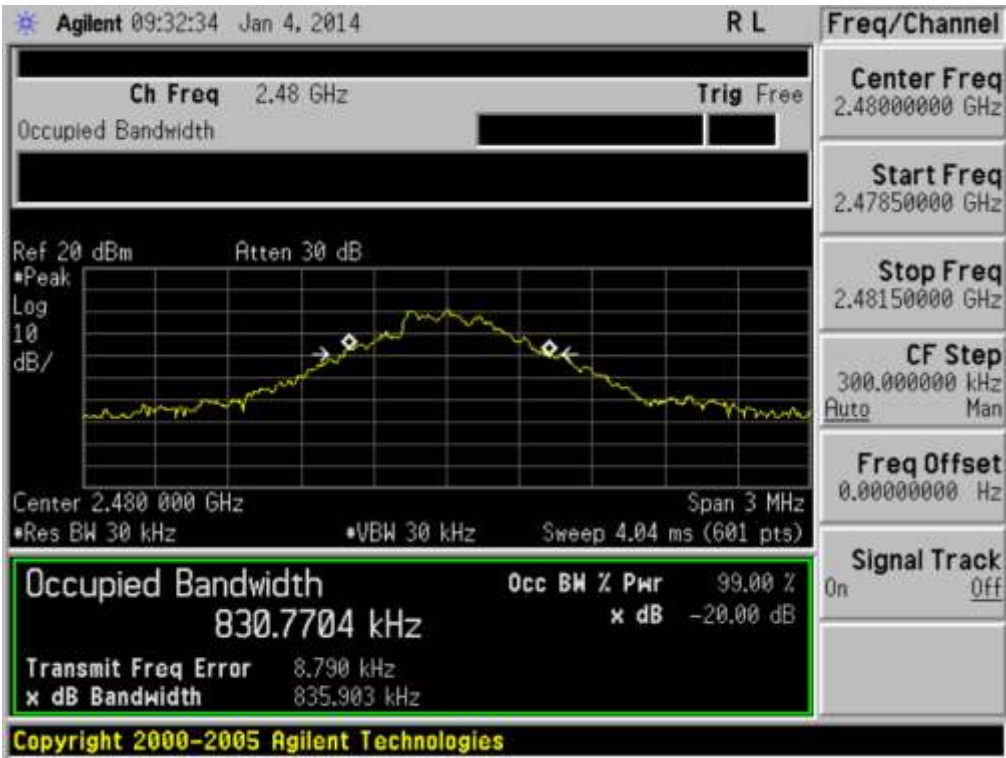 Agilent 09:32:34 Jan 4, 2014 R L
Freq/Channel
Ch Freq 2.48 GHz Trig Free
Occupied Bandwidth
Center Freq
2.48000000 GHz
Start Freq
2.47850000 GHz
Stop Freq
2.48150000 GHz
CF Step
300.000000 kHz
Auto Man
Freq Offset
0.00000000 Hz
Signal Track
On Off
Ref 20 dBm Atten 30 dB
*Peak
Log
10
dB/
Center 2.480 000 GHz Span 3 MHz
*Res BW 30 kHz *VBW 30 kHz Sweep 4.04 ms (601 pts)
Occupied Bandwidth
830.7704 kHz
Occ BW % Pwr 99.00 %
x dB -20.00 dB
Transmit Freq Error 8.790 kHz
x dB Bandwidth 835.903 kHz
Copyright 2000-2005 Agilent Technologies